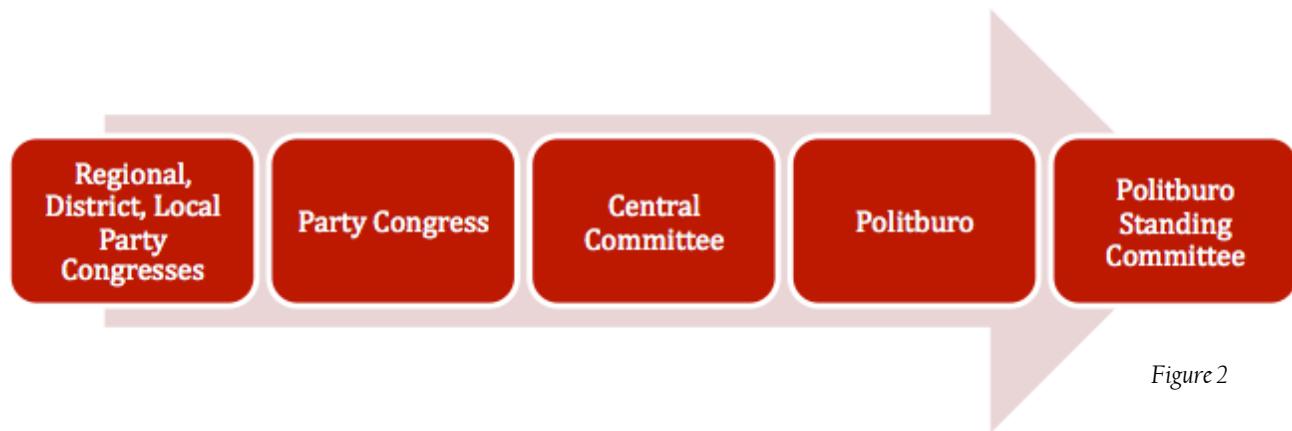 Regional,
District, Local
Party
Congresses
Party Congress
Central
Committee
Politburo
Politburo
Standing
Committee
Figure 2